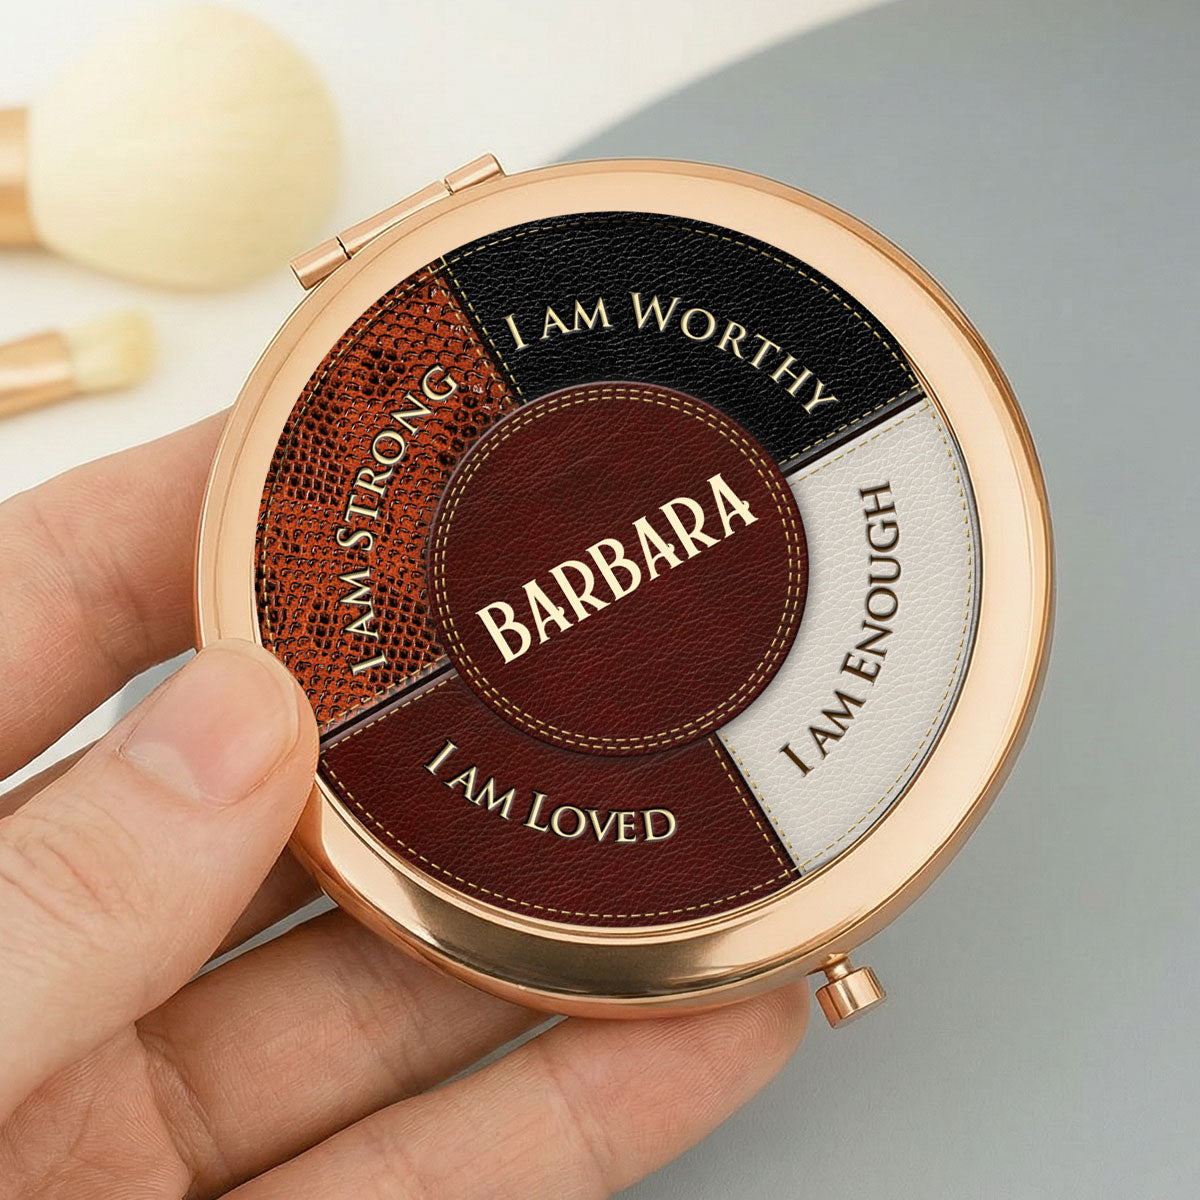 I AM WORTHY
I AM STRONG
BARBARA
I AM ENOUGH
I AM LOVED